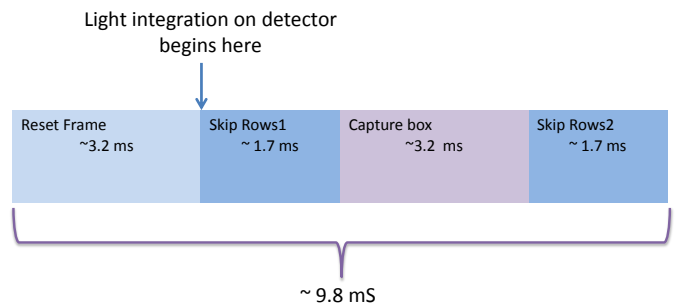 Light integration on detector
begins here
Reset Frame
~3.2 ms
Skip Rows1
~ 1.7 ms
Capture box
~3.2 ms
Skip Rows2
~ 1.7 ms
~ 9.8 mS